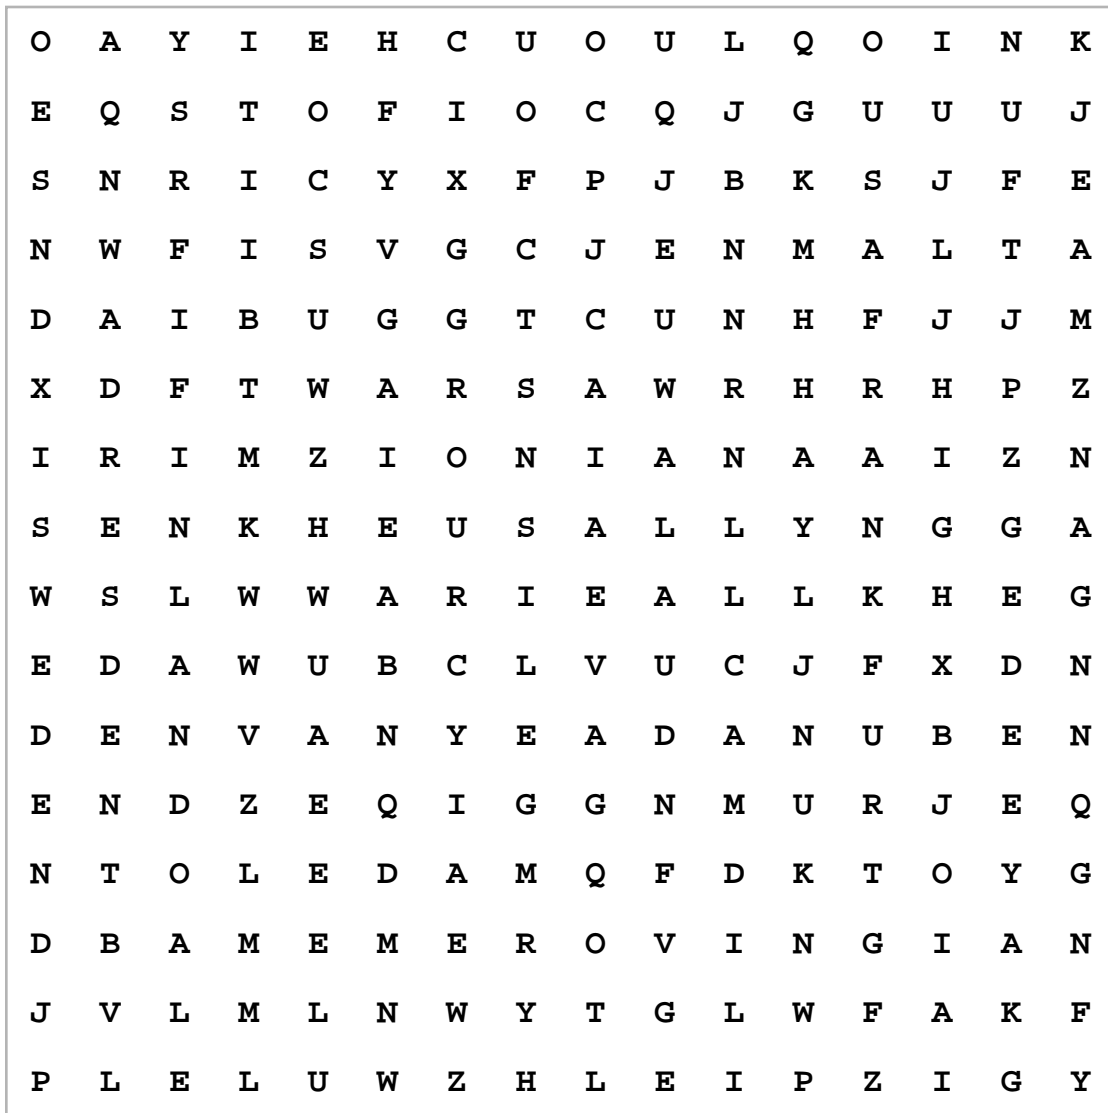 O A Y I E H C U O U L Q O I N K
E Q S T O F I O C Q J G U U U J
S N R I C Y X F P J B K S J F E
N W F I S V G C J E N M A L T A
D A I B U G G T C U N H F J J M
X D F T W A R S A W R H R H P Z
I R I M Z I O N I A N A A I Z N
S E N K H E U S A L L Y N G G A
W S L W W A R I E A L L K H E G
E D A W U B C L V U C J F X D N
D E N V A N Y E A D A N U B E N
E N D Z E Q I G G N M U R J E Q
N T O L E D A M Q F D K T O Y G
D B A M E M E R O V I N G I A N
J V L M L N W Y T G L W F A K F
P L E L U W Z H L E I P Z I G Y